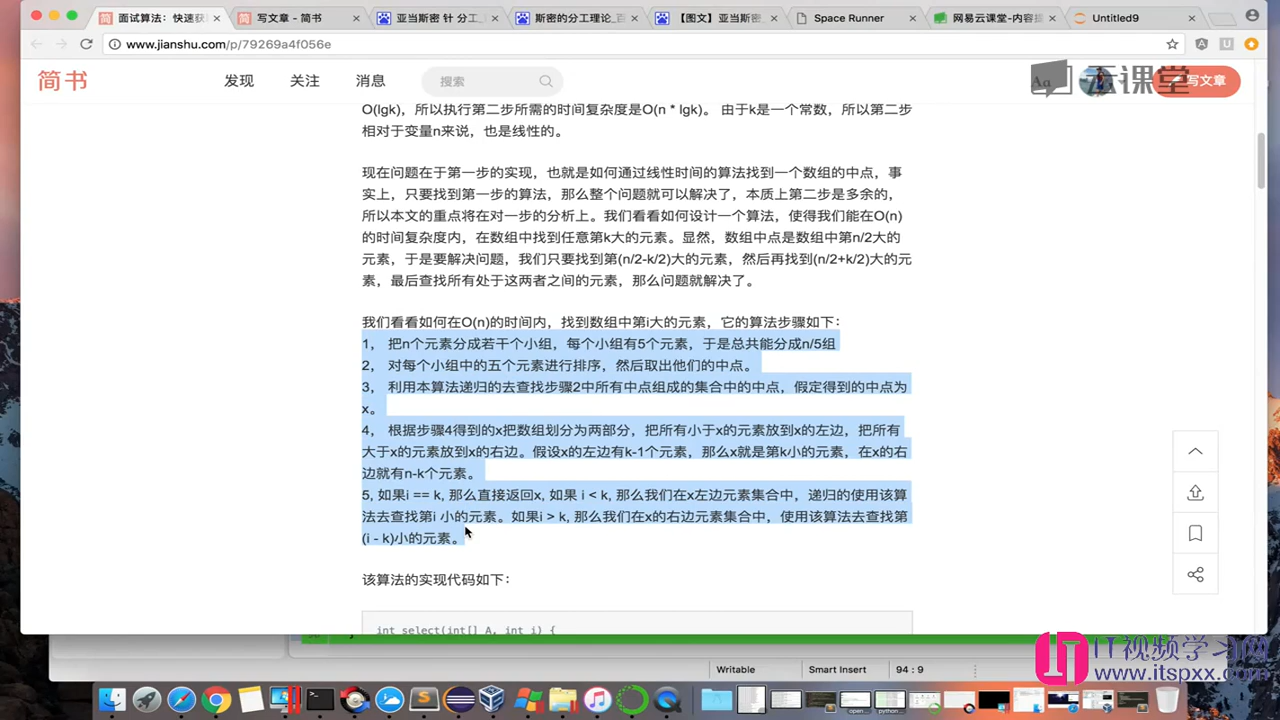 面试算法：快速获
写文章 - 简书
亚当斯密 针 分工_
斯密的分工理论_百
【图文】亚当斯密_
Space Runner
网易云课堂-内容提
Untitled9
www.jianshu.com/p/79269a4f056e
简书
发现
关注
消息
搜索
Aa
云课堂
写文章
O(lgk)，所以执行第二步所需的时间复杂度是O(n * lgk)。 由于k是一个常数，所以第二步
相对于变量n来说，也是线性的。
现在问题在于第一步的实现，也就是如何通过线性时间的算法找到一个数组的中点，事
实上，只要找到第一步的算法，那么整个问题就可以解决了，本质上第二步是多余的，
所以本文的重点将在对一步的分析上。我们看看如何设计一个算法，使得我们能在O(n)
的时间复杂度内，在数组中找到任意第k大的元素。显然，数组中点是数组中第n/2大的
元素，于是要解决问题，我们只要找到第(n/2-k/2)大的元素，然后再找到(n/2+k/2)大的元
素，最后查找所有处于这两者之间的元素，那么问题就解决了。
我们看看如何在O(n)的时间内，找到数组中第i大的元素，它的算法步骤如下：
1， 把n个元素分成若干个小组，每个小组有5个元素，于是总共能分成n/5组
2， 对每个小组中的五个元素进行排序，然后取出他们的中点。
3， 利用本算法递归的去查找步骤2中所有中点组成的集合中的中点，假定得到的中点为
x。
4， 根据步骤4得到的x把数组划分为两部分，把所有小于x的元素放到x的左边，把所有
大于x的元素放到x的右边。假设x的左边有k-1个元素，那么x就是第k小的元素，在x的右
边就有n-k个元素。
5, 如果i == k, 那么直接返回x, 如果 i < k, 那么我们在x左边元素集合中，递归的使用该算
法去查找第i 小的元素。如果i > k, 那么我们在x的右边元素集合中，使用该算法去查找第
(i - k)小的元素。
该算法的实现代码如下：
int select(int[] A, int i) {
Writable
Smart Insert
94 : 9
IT视频学习网
www.itspxx.com